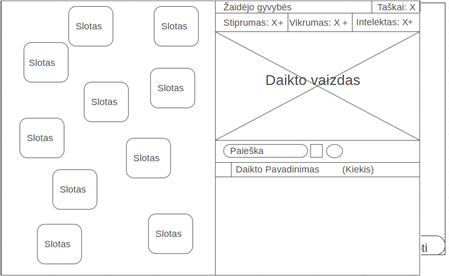 Žaidėjo gyvybės Taškai: X
Stiprumas: X+ Vikrumas: X + Intelektas: X+
Slotas
Slotas
Slotas
Slotas
Slotas
Slotas
Slotas
Slotas
Slotas
Slotas
Daikto vaizdas
Paieška
Daikto Pavadinimas (Kiekis)
ti